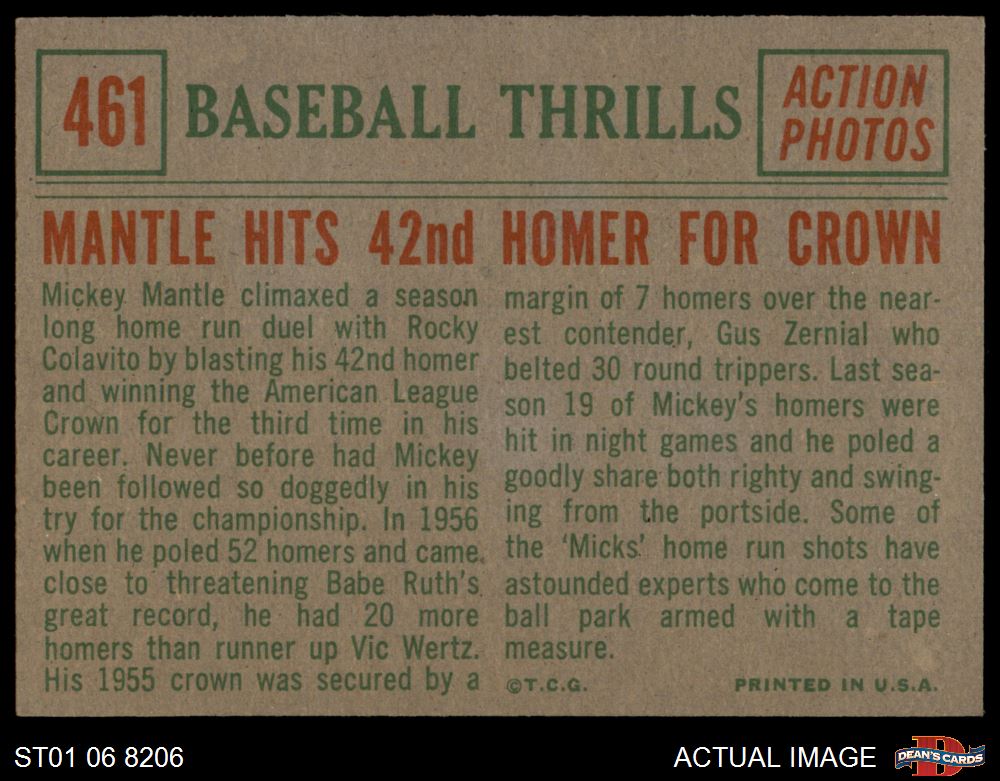 461
BASEBALL THRILLS
ACTION
PHOTOS
MANTLE HITS 42nd HOMER FOR CROWN
Mickey Mantle climaxed a season
long home run duel with Rocky
Colavito by blasting his 42nd homer
and winning the American League
Crown for the third time in his
career. Never before had Mickey
been followed so doggedly in his
try for the championship. In 1956
when he poled 52 homers and came
close to threatening Babe Ruth's
great record, he had 20 more
homers than runner up Vic Wertz.
His 1955 crown was secured by a
margin of 7 homers over the near-
est contender, Gus Zernial who
belted 30 round trippers. Last sea-
son 19 of Mickey's homers were
hit in night games and he poled a
goodly share both righty and swing-
ing from the portside. Some of
the 'Micks' home run shots have
astounded experts who come to the
ball park armed with a tape
measure.
©T.C.G.
PRINTED IN U.S.A.
ST01 06 8206
ACTUAL IMAGE
D
DEAN'S CARDS